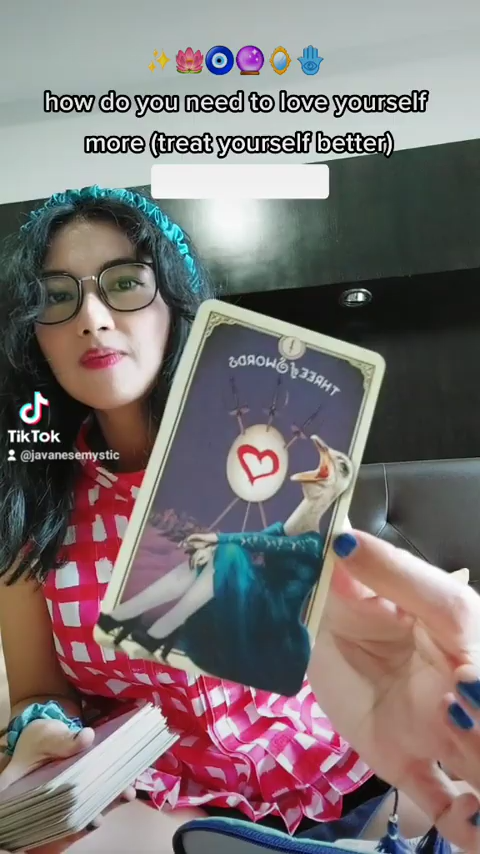 how do you need to love yourself
more (treat yourself better)
THREE of SWORDS
TikTok
@javanesemystic